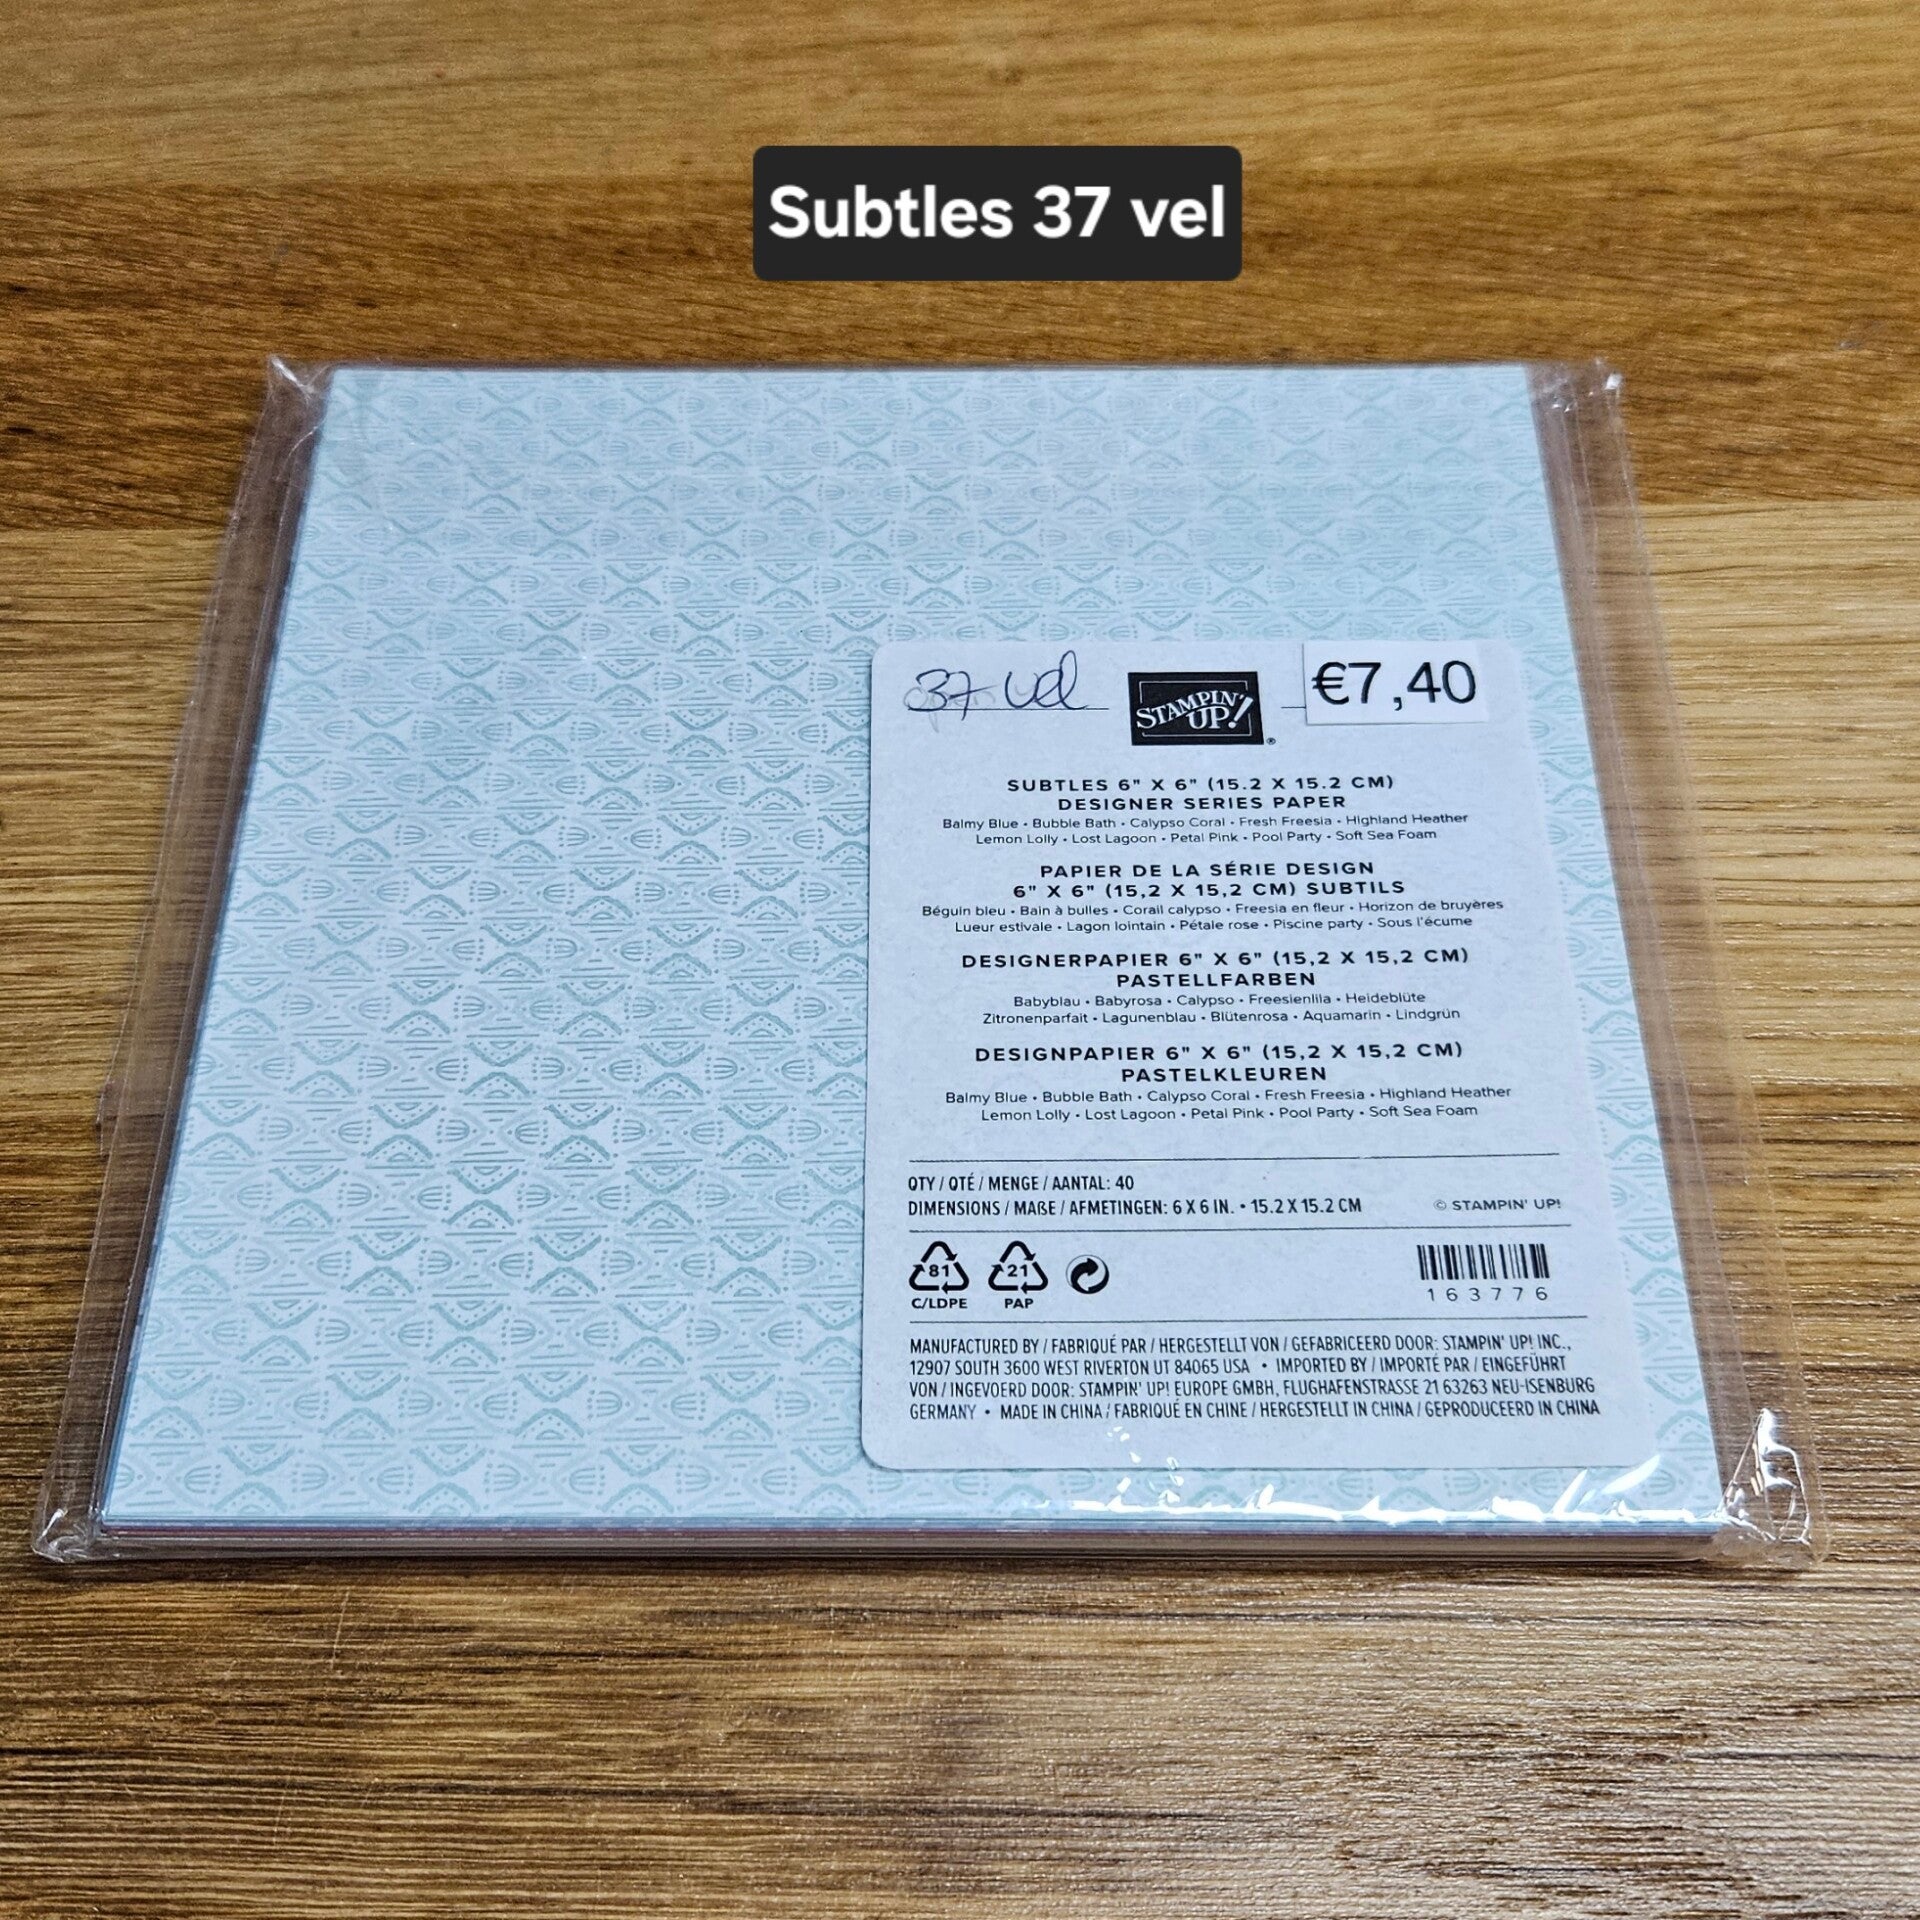 Subtles 37 vel
37 vel
STAMPIN' UP!®
€7,40
SUBTLES 6" X 6" (15.2 X 15.2 CM)
DESIGNER SERIES PAPER
Balmy Blue • Bubble Bath • Calypso Coral • Fresh Freesia • Highland Heather
Lemon Lolly • Lost Lagoon • Petal Pink • Pool Party • Soft Sea Foam
PAPIER DE LA SÉRIE DESIGN
6" X 6" (15,2 X 15,2 CM) SUBTILS
Béguin bleu • Bain à bulles • Corail calypso • Freesia en fleur • Horizon de bruyères
Lueur estivale • Lagon lointain • Pétale rose • Piscine party • Sous l'écume
DESIGNERPAPIER 6" X 6" (15,2 X 15,2 CM)
PASTELLFARBEN
Babyblau • Babyrosa • Calypso • Freesienlila • Heideblüte
Zitronenparfait • Lagunenblau • Blütenrosa • Aquamarin • Lindgrün
DESIGNPAPIER 6" X 6" (15,2 X 15,2 CM)
PASTELKLEUREN
Balmy Blue • Bubble Bath • Calypso Coral • Fresh Freesia • Highland Heather
Lemon Lolly • Lost Lagoon • Petal Pink • Pool Party • Soft Sea Foam
QTY / QTÉ / MENGE / AANTAL: 40
DIMENSIONS / MAẞE / AFMETINGEN: 6 X 6 IN. • 15.2 X 15.2 CM
© STAMPIN' UP!
81 21
C/LDPE PAP
163776
MANUFACTURED BY / FABRIQUÉ PAR / HERGESTELLT VON / GEFABRICEERD DOOR: STAMPIN' UP! INC.,
12907 SOUTH 3600 WEST RIVERTON UT 84065 USA • IMPORTED BY / IMPORTÉ PAR / EINGEFÜHRT
VON / INGEVOERD DOOR: STAMPIN' UP! EUROPE GMBH, FLUGHAFENSTRASSE 21 63263 NEU-ISENBURG
GERMANY • MADE IN CHINA / FABRIQUÉ EN CHINE / HERGESTELLT IN CHINA / GEPRODUCEERD IN CHINA